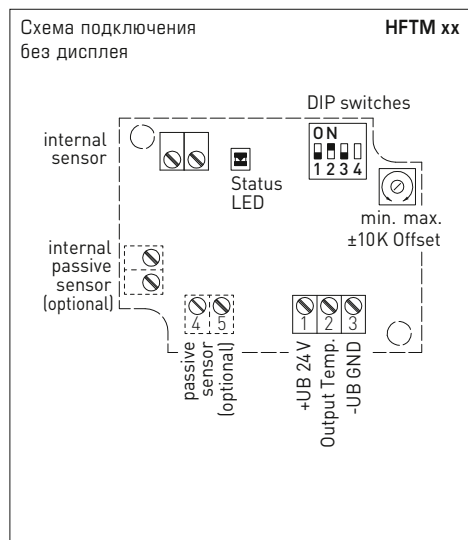 Схема подключения
без дисплея
HFTM xx
DIP switches
ON
1 2 3 4
internal
sensor
Status
LED
min. max.
±10K Offset
internal
passive
sensor
(optional)
4 5
1 2 3
passive
sensor
(optional)
+UB 24 V
Output Temp.
-UB GND